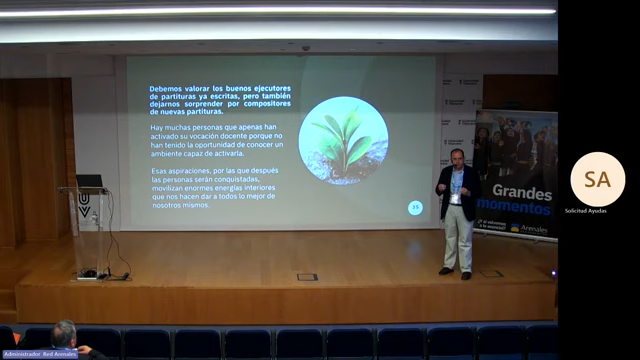 Debemos valorar los buenos ejecutores
de partituras ya escritas, pero también
dejarnos sorprender por compositores
de nuevas partituras.
Hay muchas personas que apenas han
activado su vocación docente porque no
han tenido la oportunidad de conocer un
ambiente capaz de activarla.
Esas aspiraciones, por las que después
las personas serán conquistadas,
movilizan enormes energías interiores
que nos hacen dar a todos lo mejor de
nosotros mismos.
35
Grandes
momentos
Arenales
SA
Solicitud Ayudas
Administrador Red Arenales